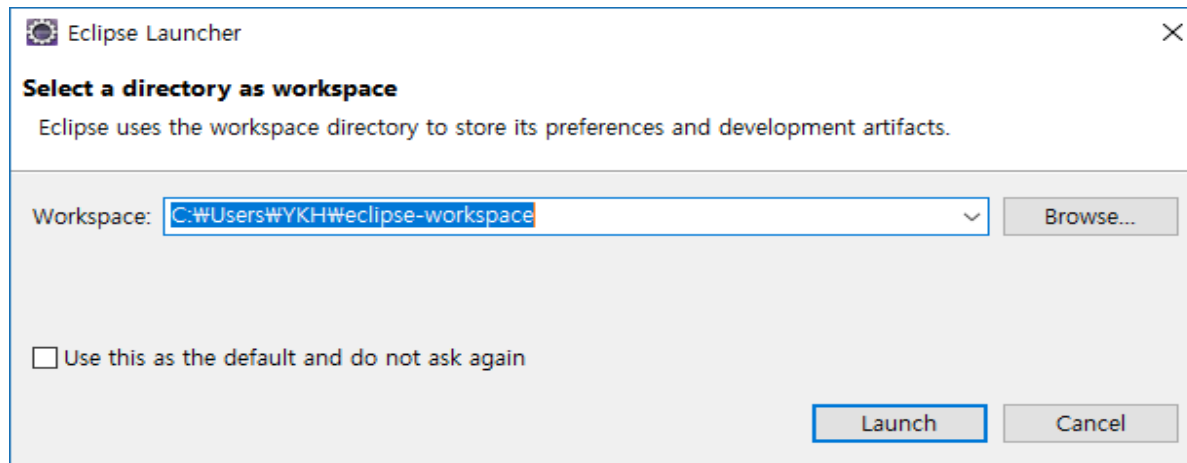 Eclipse Launcher
Select a directory as workspace
Eclipse uses the workspace directory to store its preferences and development artifacts.
Workspace: C:₩Users₩YKH₩eclipse-workspace Browse...
Use this as the default and do not ask again
Launch Cancel